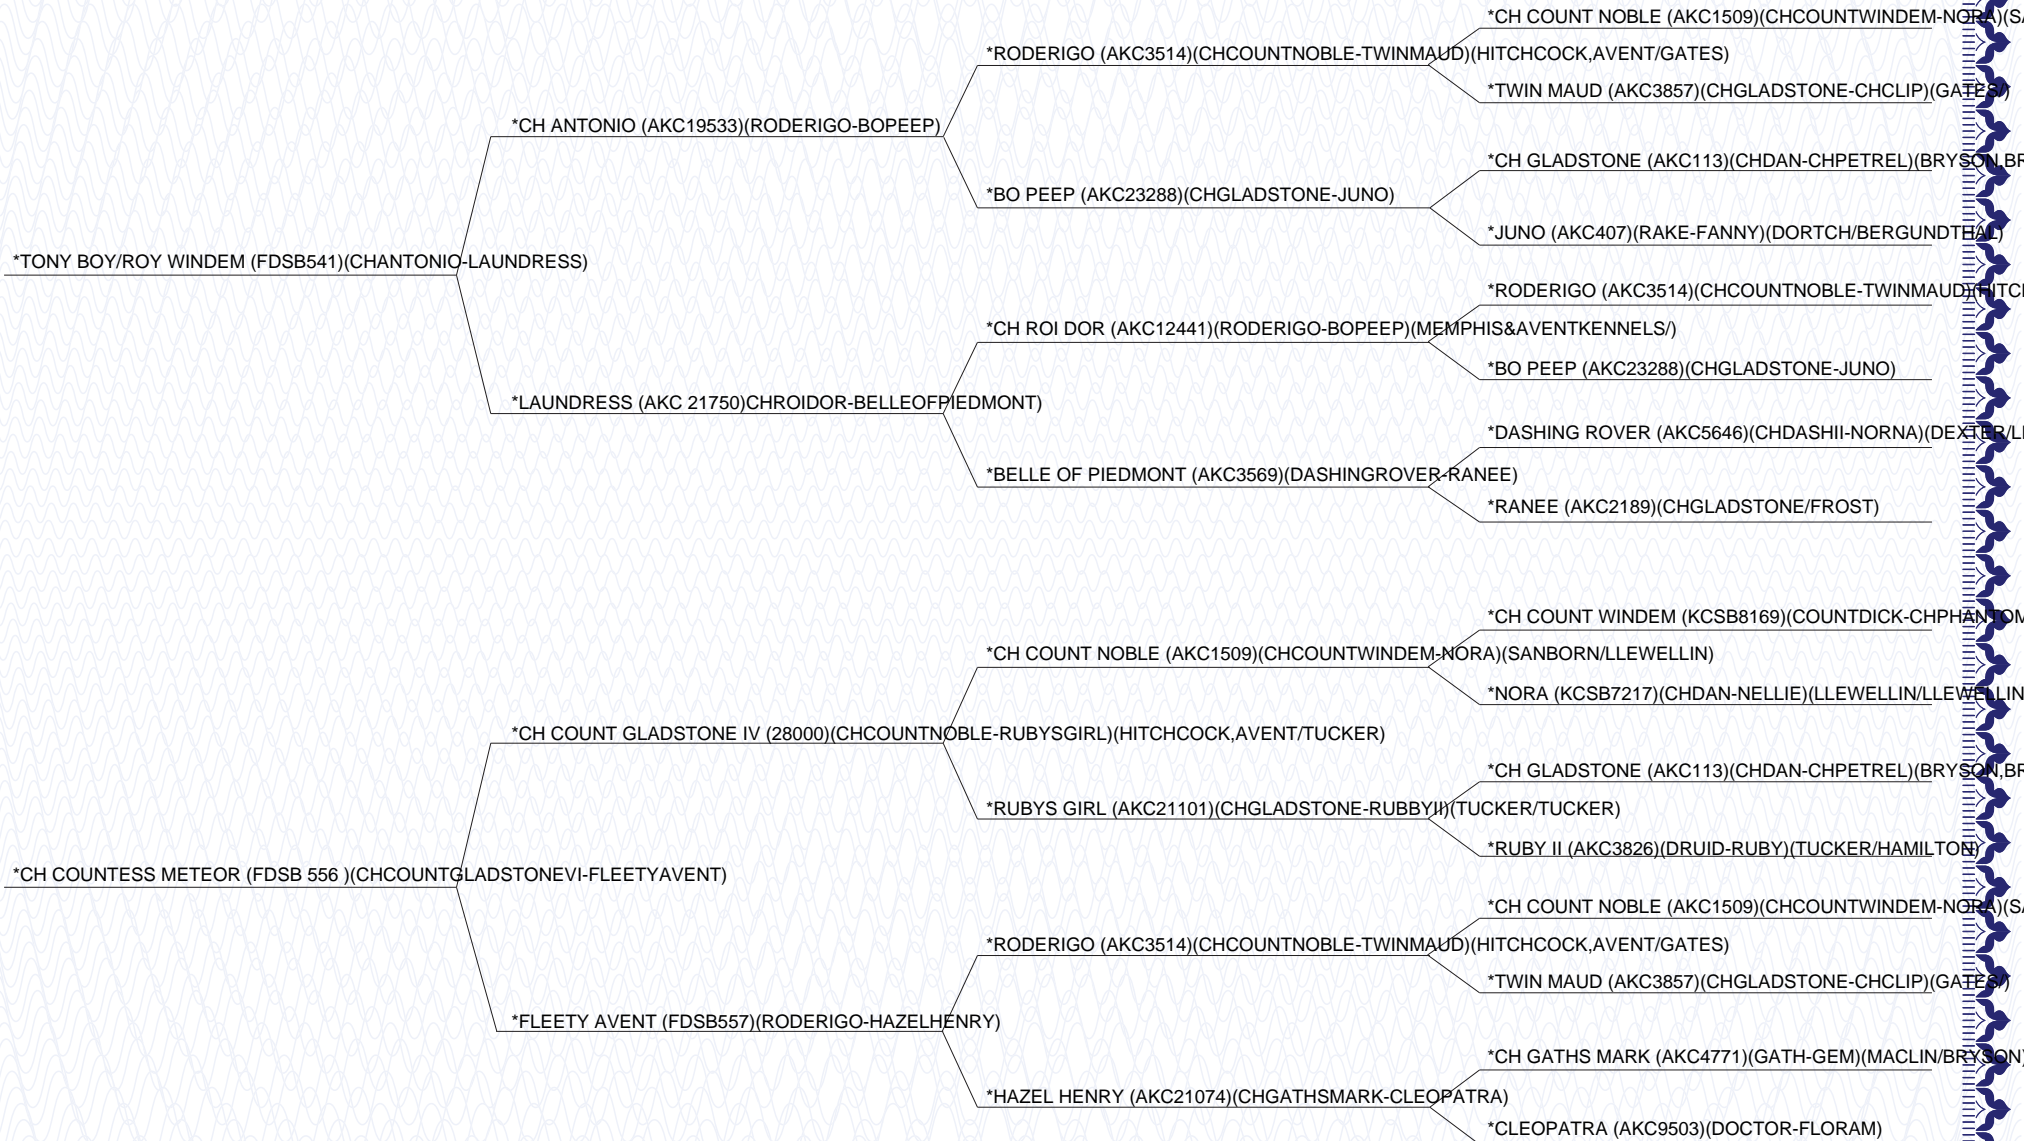 *CH COUNT NOBLE (AKC1509)(CHCOUNTWINDEM-NORA)(SA
*RODERIGO (AKC3514)(CHCOUNTNOBLE-TWINMAUD)(HITCHCOCK,AVENT/GATES)
*TWIN MAUD (AKC3857)(CHGLADSTONE-CHCLIP)(GATES/)
*CH ANTONIO (AKC19533)(RODERIGO-BOPEEP)
*CH GLADSTONE (AKC113)(CHDAN-CHPETREL)(BRYSON,BR
*BO PEEP (AKC23288)(CHGLADSTONE-JUNO)
*JUNO (AKC407)(RAKE-FANNY)(DORTCH/BERGUNDTHAL)
*TONY BOY/ROY WINDEM (FDSB541)(CHANTONIO-LAUNDRESS)
*RODERIGO (AKC3514)(CHCOUNTNOBLE-TWINMAUD)(HITCH
*CH ROI DOR (AKC12441)(RODERIGO-BOPEEP)(MEMPHIS&AVENTKENNELS/)
*BO PEEP (AKC23288)(CHGLADSTONE-JUNO)
*LAUNDRESS (AKC 21750)CHROIDOR-BELLEOFPIEDMONT)
*DASHING ROVER (AKC5646)(CHDASHII-NORNA)(DEXTER/LL
*BELLE OF PIEDMONT (AKC3569)(DASHINGROVER-RANEE)
*RANEE (AKC2189)(CHGLADSTONE/FROST)
*CH COUNT WINDEM (KCSB8169)(COUNTDICK-CHPHANTOM
*CH COUNT NOBLE (AKC1509)(CHCOUNTWINDEM-NORA)(SANBORN/LLEWELLIN)
*NORA (KCSB7217)(CHDAN-NELLIE)(LLEWELLIN/LLEWELLIN
*CH COUNT GLADSTONE IV (28000)(CHCOUNTNOBLE-RUBYSGIRL)(HITCHCOCK,AVENT/TUCKER)
*CH GLADSTONE (AKC113)(CHDAN-CHPETREL)(BRYSON,BR
*RUBYS GIRL (AKC21101)(CHGLADSTONE-RUBBYII)(TUCKER/TUCKER)
*RUBY II (AKC3826)(DRUID-RUBY)(TUCKER/HAMILTON)
*CH COUNTESS METEOR (FDSB 556 )(CHCOUNTGLADSTONEVI-FLEETYAVENT)
*CH COUNT NOBLE (AKC1509)(CHCOUNTWINDEM-NORA)(SA
*RODERIGO (AKC3514)(CHCOUNTNOBLE-TWINMAUD)(HITCHCOCK,AVENT/GATES)
*TWIN MAUD (AKC3857)(CHGLADSTONE-CHCLIP)(GATES/)
*FLEETY AVENT (FDSB557)(RODERIGO-HAZELHENRY)
*CH GATHS MARK (AKC4771)(GATH-GEM)(MACLIN/BRYSON)
*HAZEL HENRY (AKC21074)(CHGATHSMARK-CLEOPATRA)
*CLEOPATRA (AKC9503)(DOCTOR-FLORAM)